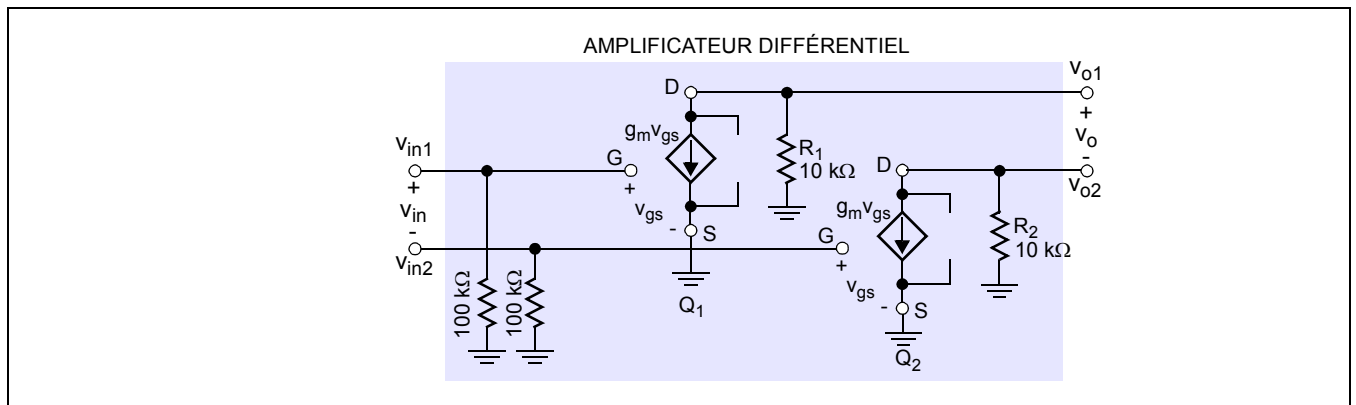 AMPLIFICATEUR DIFFÉRENTIEL
vo1
+
vo
-
vo2
D
gmvgs
R1
10 kΩ
vin1
+
vin
-
vin2
G
+
vgs
-
S
Q1
D
gmvgs
R2
10 kΩ
G
+
vgs
-
S
Q2
100 kΩ
100 kΩ